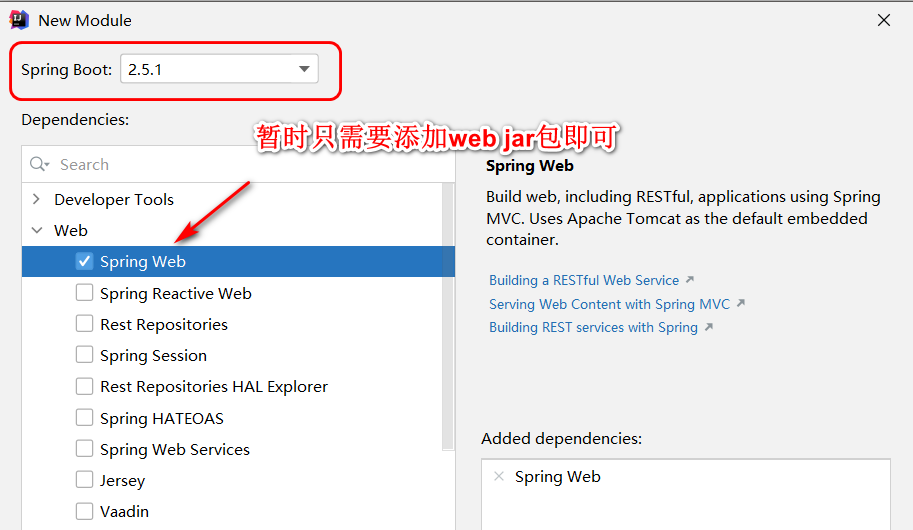 New Module
Spring Boot: 2.5.1
Dependencies:
暂时只需要添加web jar包即可
Search
Developer Tools
Web
Spring Web
Spring Reactive Web
Rest Repositories
Spring Session
Rest Repositories HAL Explorer
Spring HATEOAS
Spring Web Services
Jersey
Vaadin
Spring Web
Build web, including RESTful, applications using Spring
MVC. Uses Apache Tomcat as the default embedded
container.
Building a RESTful Web Service
Serving Web Content with Spring MVC
Building REST services with Spring
Added dependencies:
Spring Web